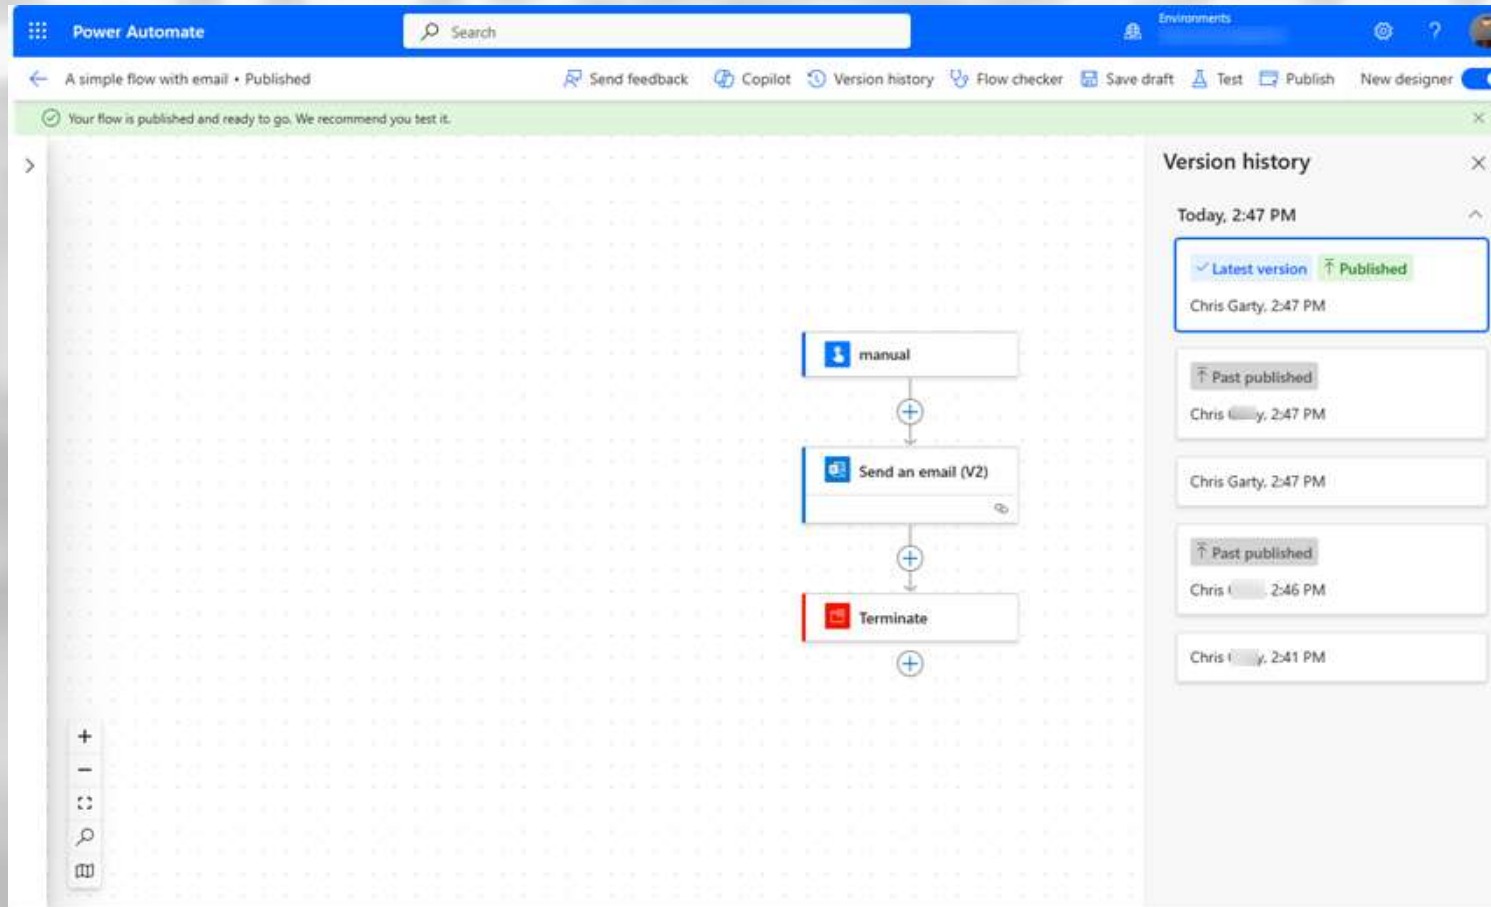 Power Automate
Search
Environments
A simple flow with email • Published
Send feedback
Copilot
Version history
Flow checker
Save draft
Test
Publish
New designer
Your flow is published and ready to go. We recommend you test it.
Version history
Today, 2:47 PM
Latest version
Published
Chris Garty, 2:47 PM
Past published
Chris y, 2:47 PM
Chris Garty, 2:47 PM
Past published
Chris 2:46 PM
Chris y, 2:41 PM
manual
Send an email (V2)
Terminate